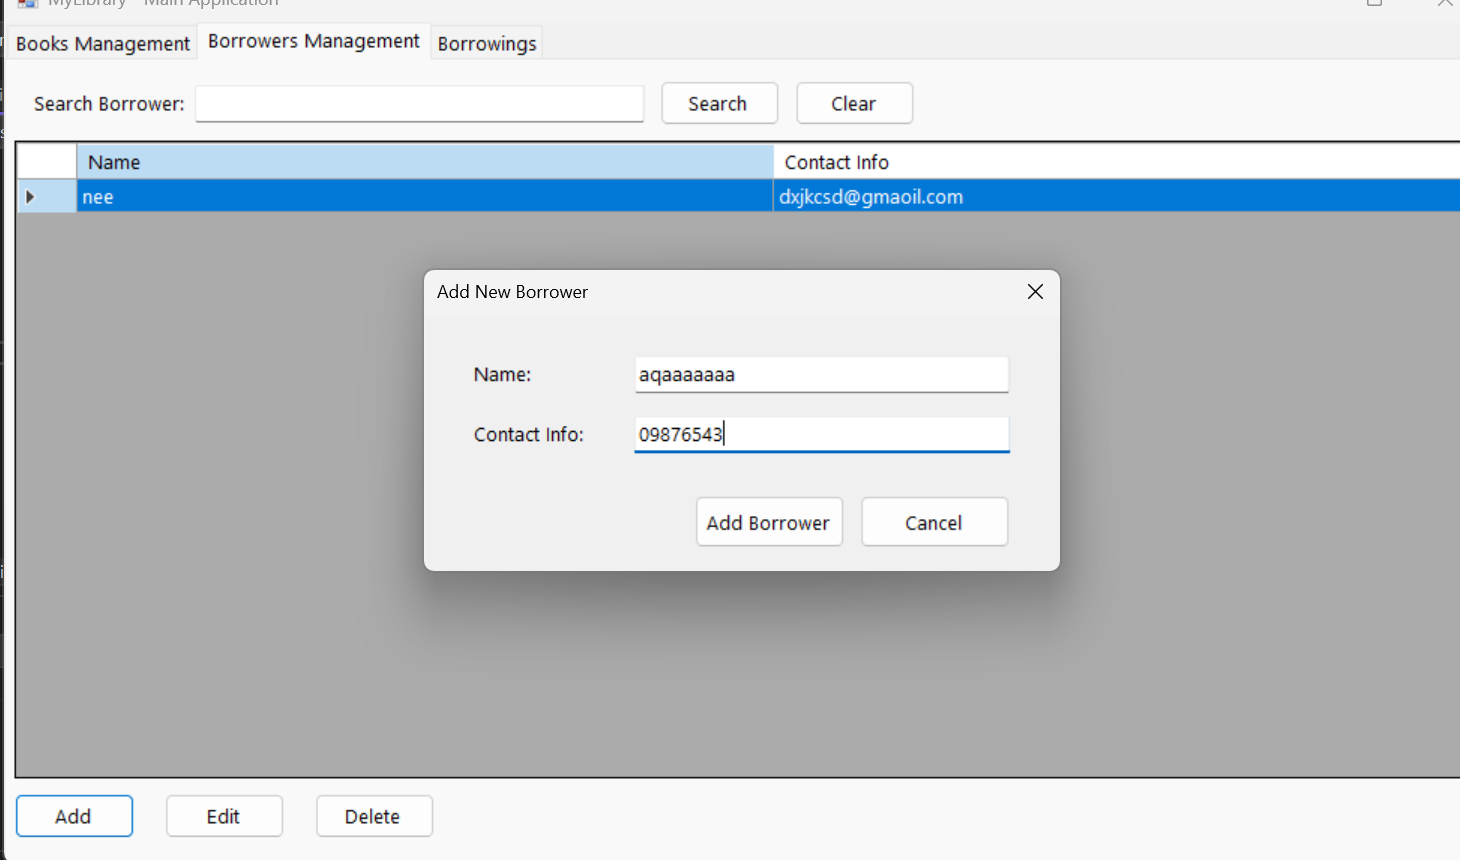 MyLibrary - Main Application
Books Management Borrowers Management Borrowings
Search Borrower: Search Clear
Name Contact Info
nee dxjkcsd@gmaoil.com
Add New Borrower
Name: aqaaaaaaa
Contact Info: 09876543
Add Borrower Cancel
Add Edit Delete